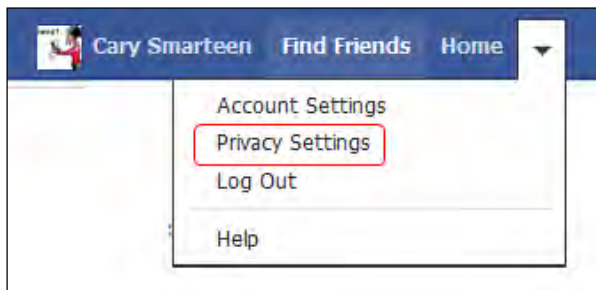 Cary Smarteen Find Friends Home
Account Settings
Privacy Settings
Log Out
Help